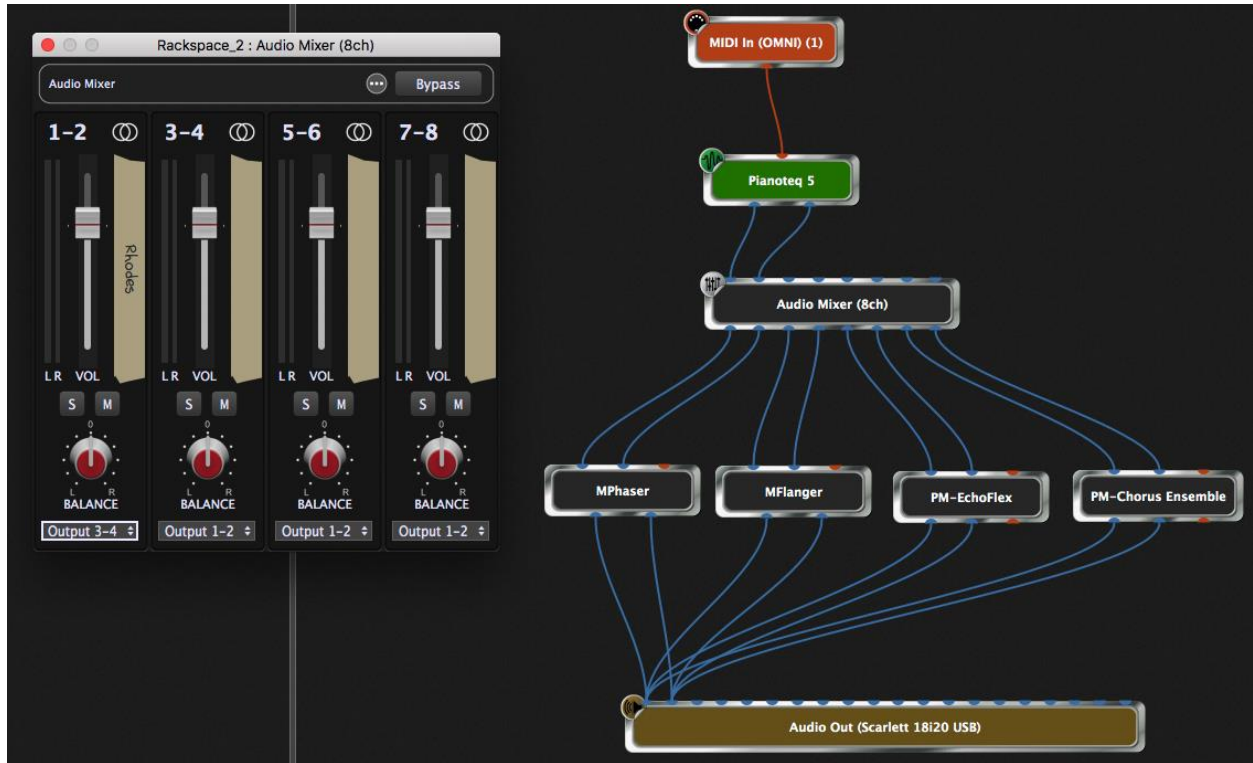 Rackspace_2 : Audio Mixer (8ch)
Audio Mixer
Bypass
1-2
3-4
5-6
7-8
Rhodes
L R VOL
L R VOL
L R VOL
L R VOL
S M
S M
S M
S M
0
0
0
0
L R
L R
L R
L R
BALANCE
BALANCE
BALANCE
BALANCE
Output 3-4
Output 1-2
Output 1-2
Output 1-2
MIDI In (OMNI) (1)
Pianoteq 5
Audio Mixer (8ch)
MPhaser
MFlanger
PM-EchoFlex
PM-Chorus Ensemble
Audio Out (Scarlett 18i20 USB)